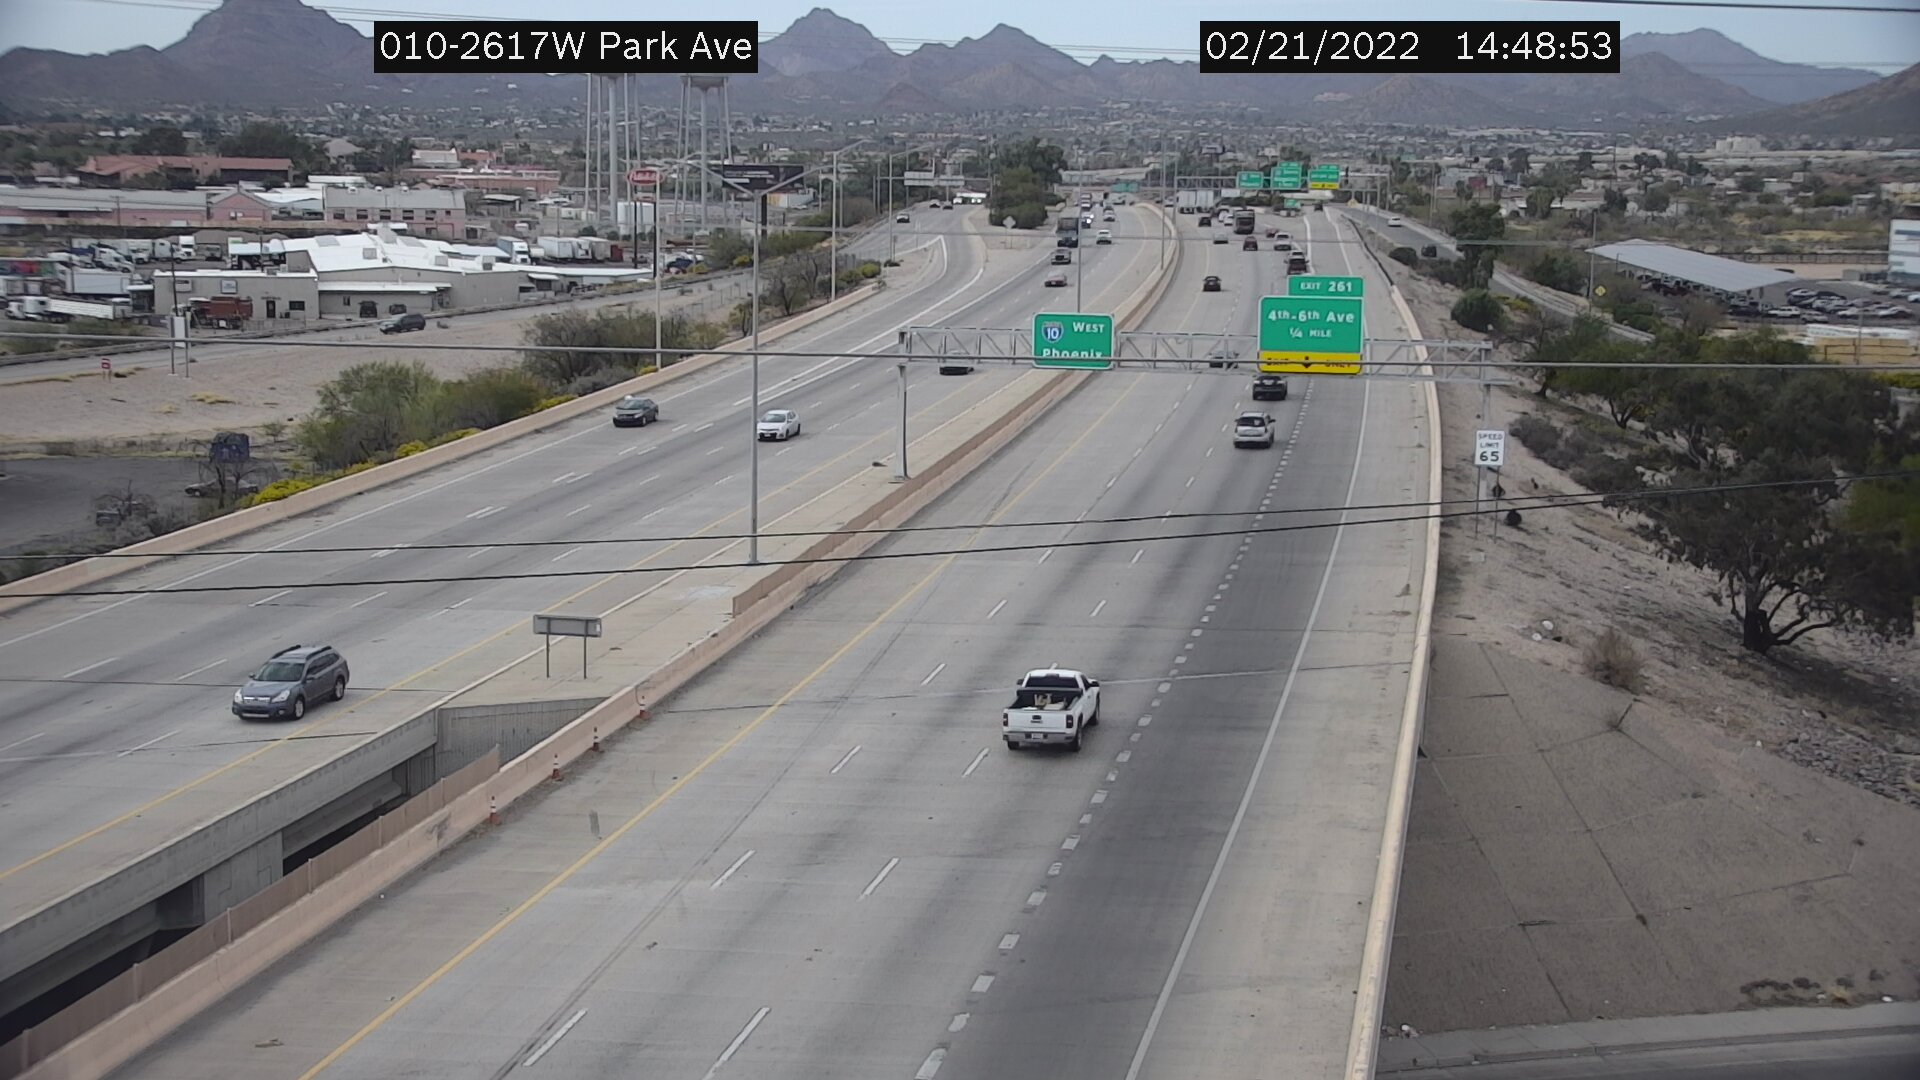 010-2617W Park Ave
02/21/2022 14:48:53
EXIT 261
4th-6th Ave
1/4 MILE
10 WEST
Phoenix
SPEED
LIMIT
65